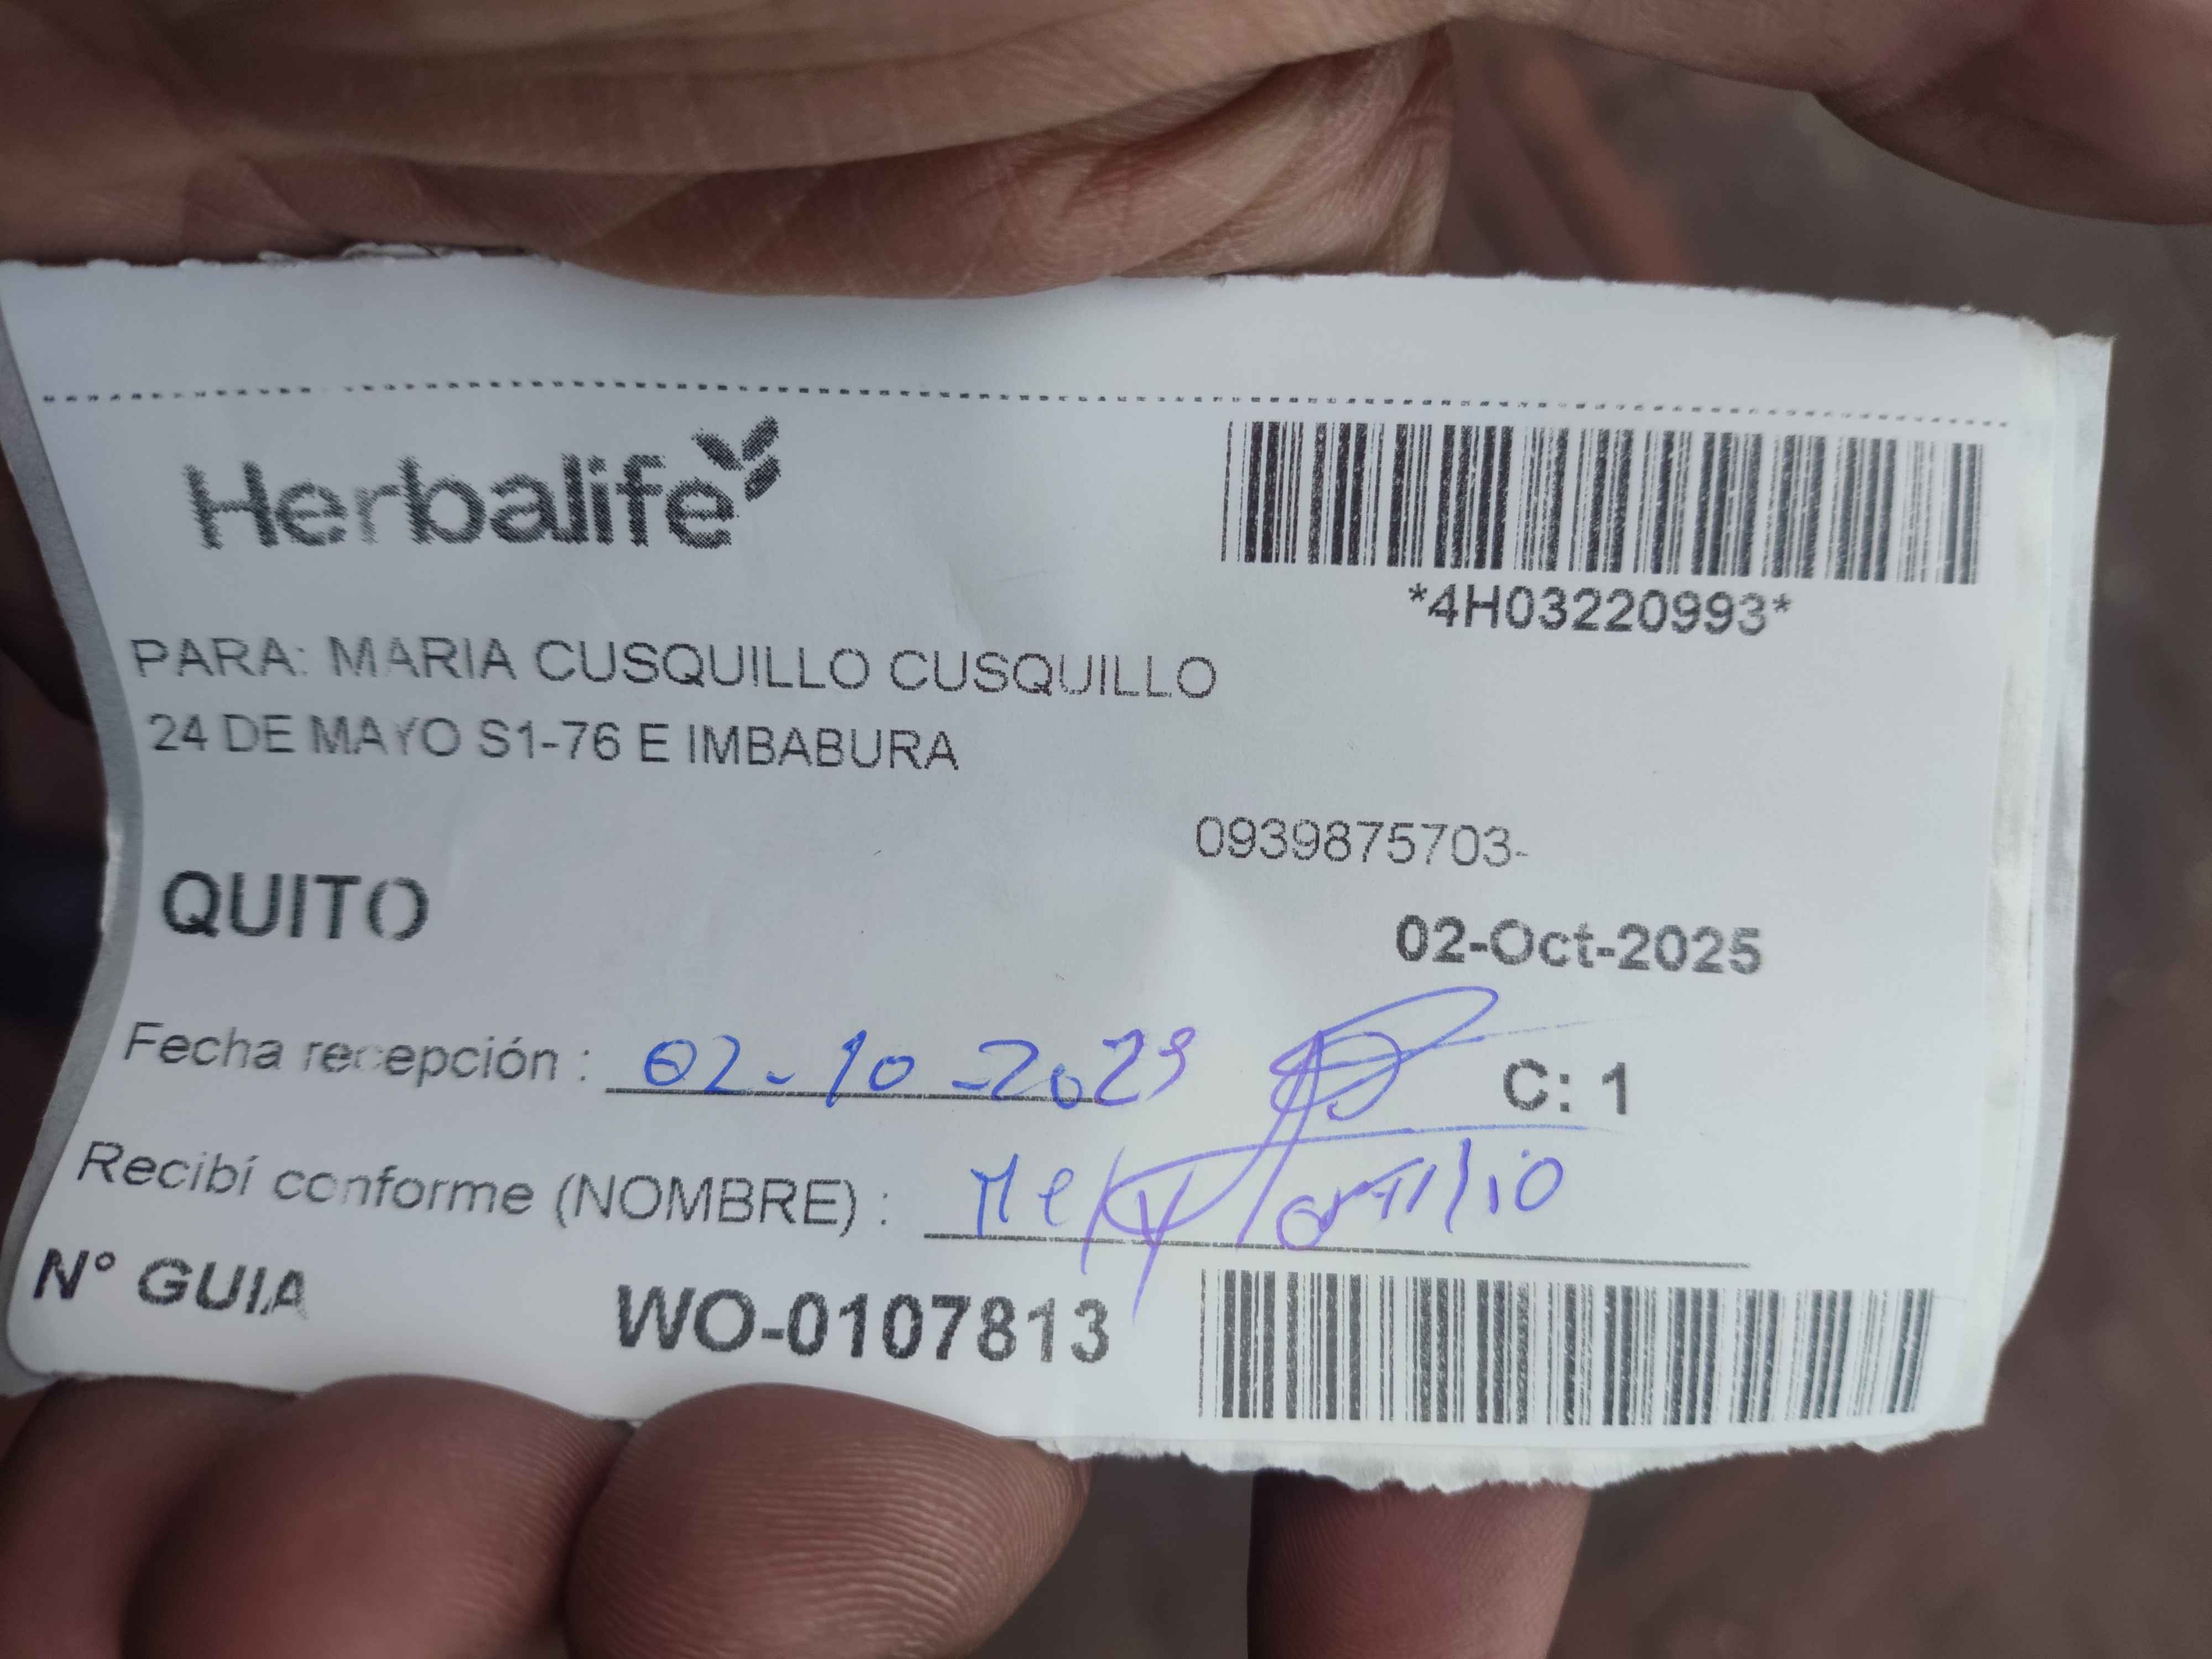 Herbalife
*4H03220993*
PARA: MARIA CUSQUILLO CUSQUILLO
24 DE MAYO S1-76 E IMBABURA
0939875703-
QUITO
02-Oct-2025
Fecha recepción : 02-10-2025
C: 1
Recibí conforme (NOMBRE) :
N° GUIA WO-0107813